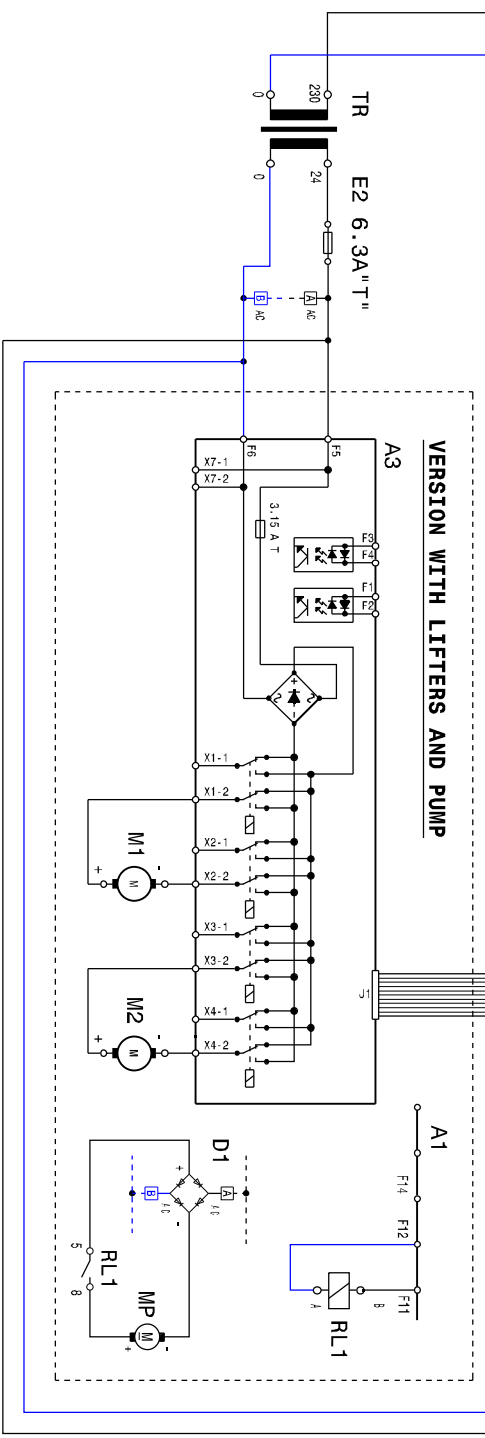 TR
230
0
24
0
E2 6.3A"T"
A
AC
B
AC
VERSION WITH LIFTERS AND PUMP
A3
F5
F6
X7-1
X7-2
3.15 A T
F3
F4
F1
F2
+
-
X1-1
X1-2
X2-1
X2-2
X3-1
X3-2
X4-1
X4-2
J1
M1
+
M
-
M2
+
M
-
A1
F14
F12
F11
A
B
RL1
D1
A
AC
B
AC
+
-
5
8
RL1
MP
M
+
-